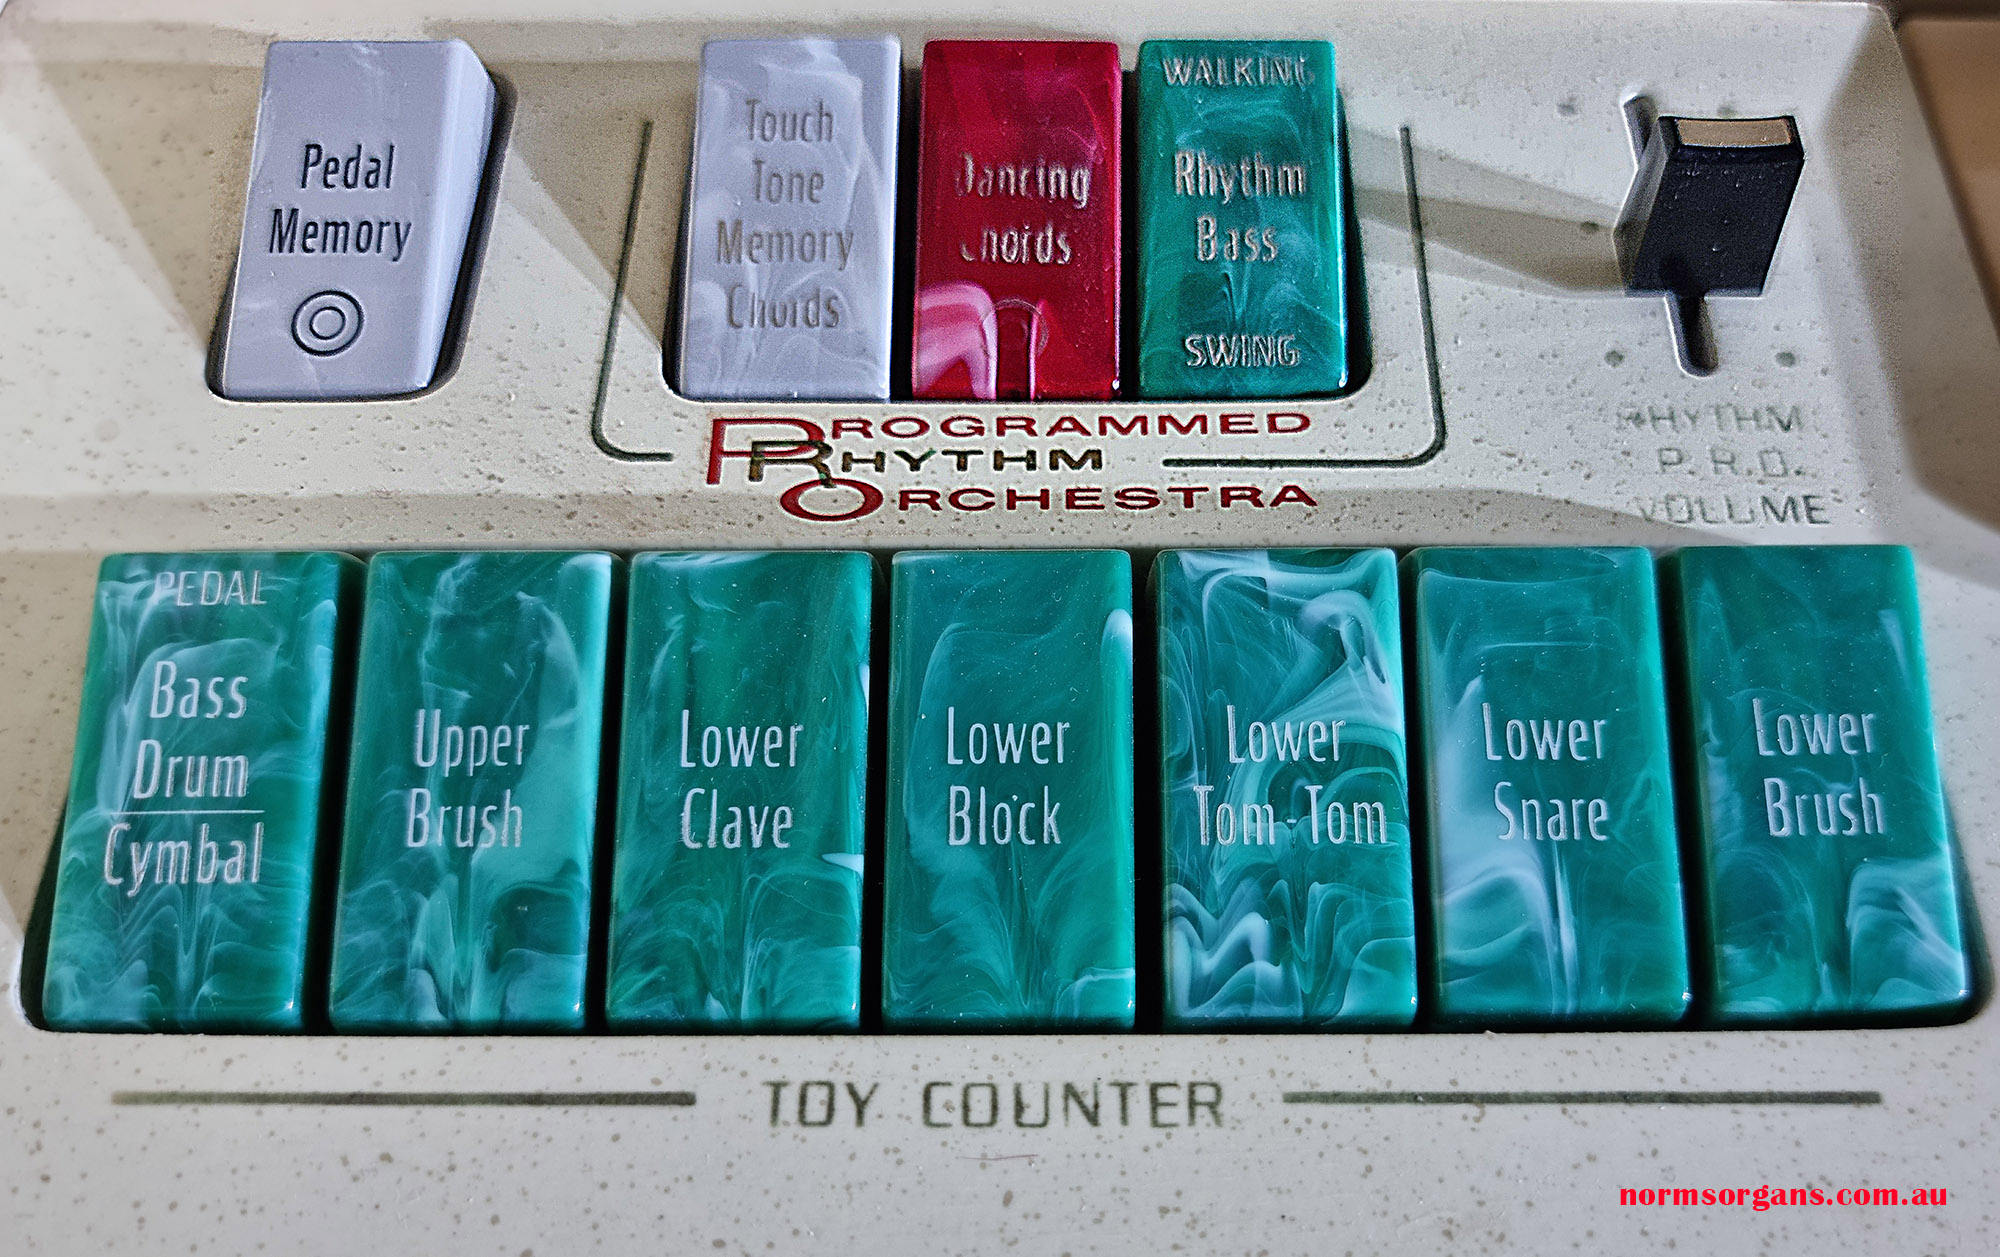 Pedal
Memory
Touch
Tone
Memory
Chords
Dancing
Chords
WALKING
Rhythm
Bass
SWING
PROGRAMMED
RHYTHM
ORCHESTRA
RHYTHM
P.R.O.
VOLUME
PEDAL
Bass
Drum
Cymbal
Upper
Brush
Lower
Clave
Lower
Block
Lower
Tom-Tom
Lower
Snare
Lower
Brush
TOY COUNTER
normsorgans.com.au